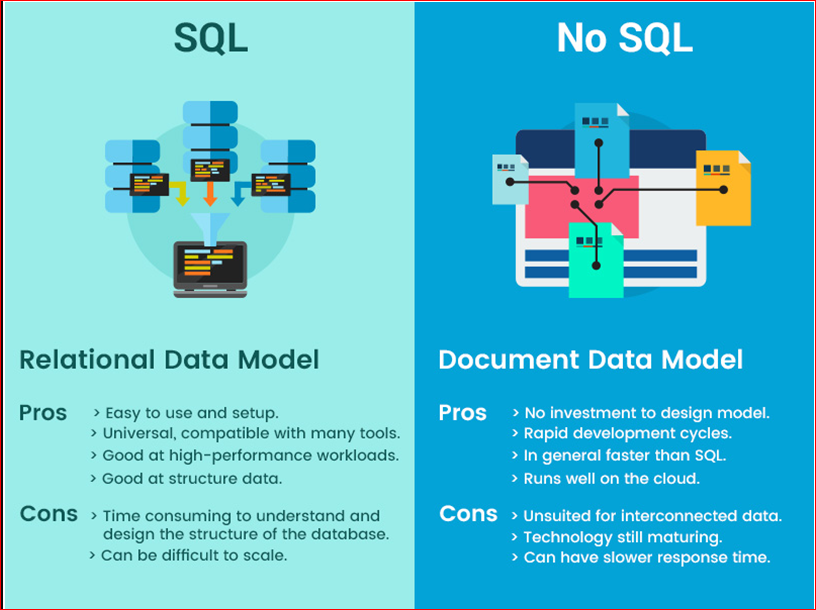 SQL
Relational Data Model
Pros
> Easy to use and setup.
> Universal, compatible with many tools.
> Good at high-performance workloads.
> Good at structure data.
Cons
> Time consuming to understand and
design the structure of the database.
> Can be difficult to scale.
No SQL
Document Data Model
Pros
> No investment to design model.
> Rapid development cycles.
> In general faster than SQL.
> Runs well on the cloud.
Cons
> Unsuited for interconnected data.
> Technology still maturing.
> Can have slower response time.